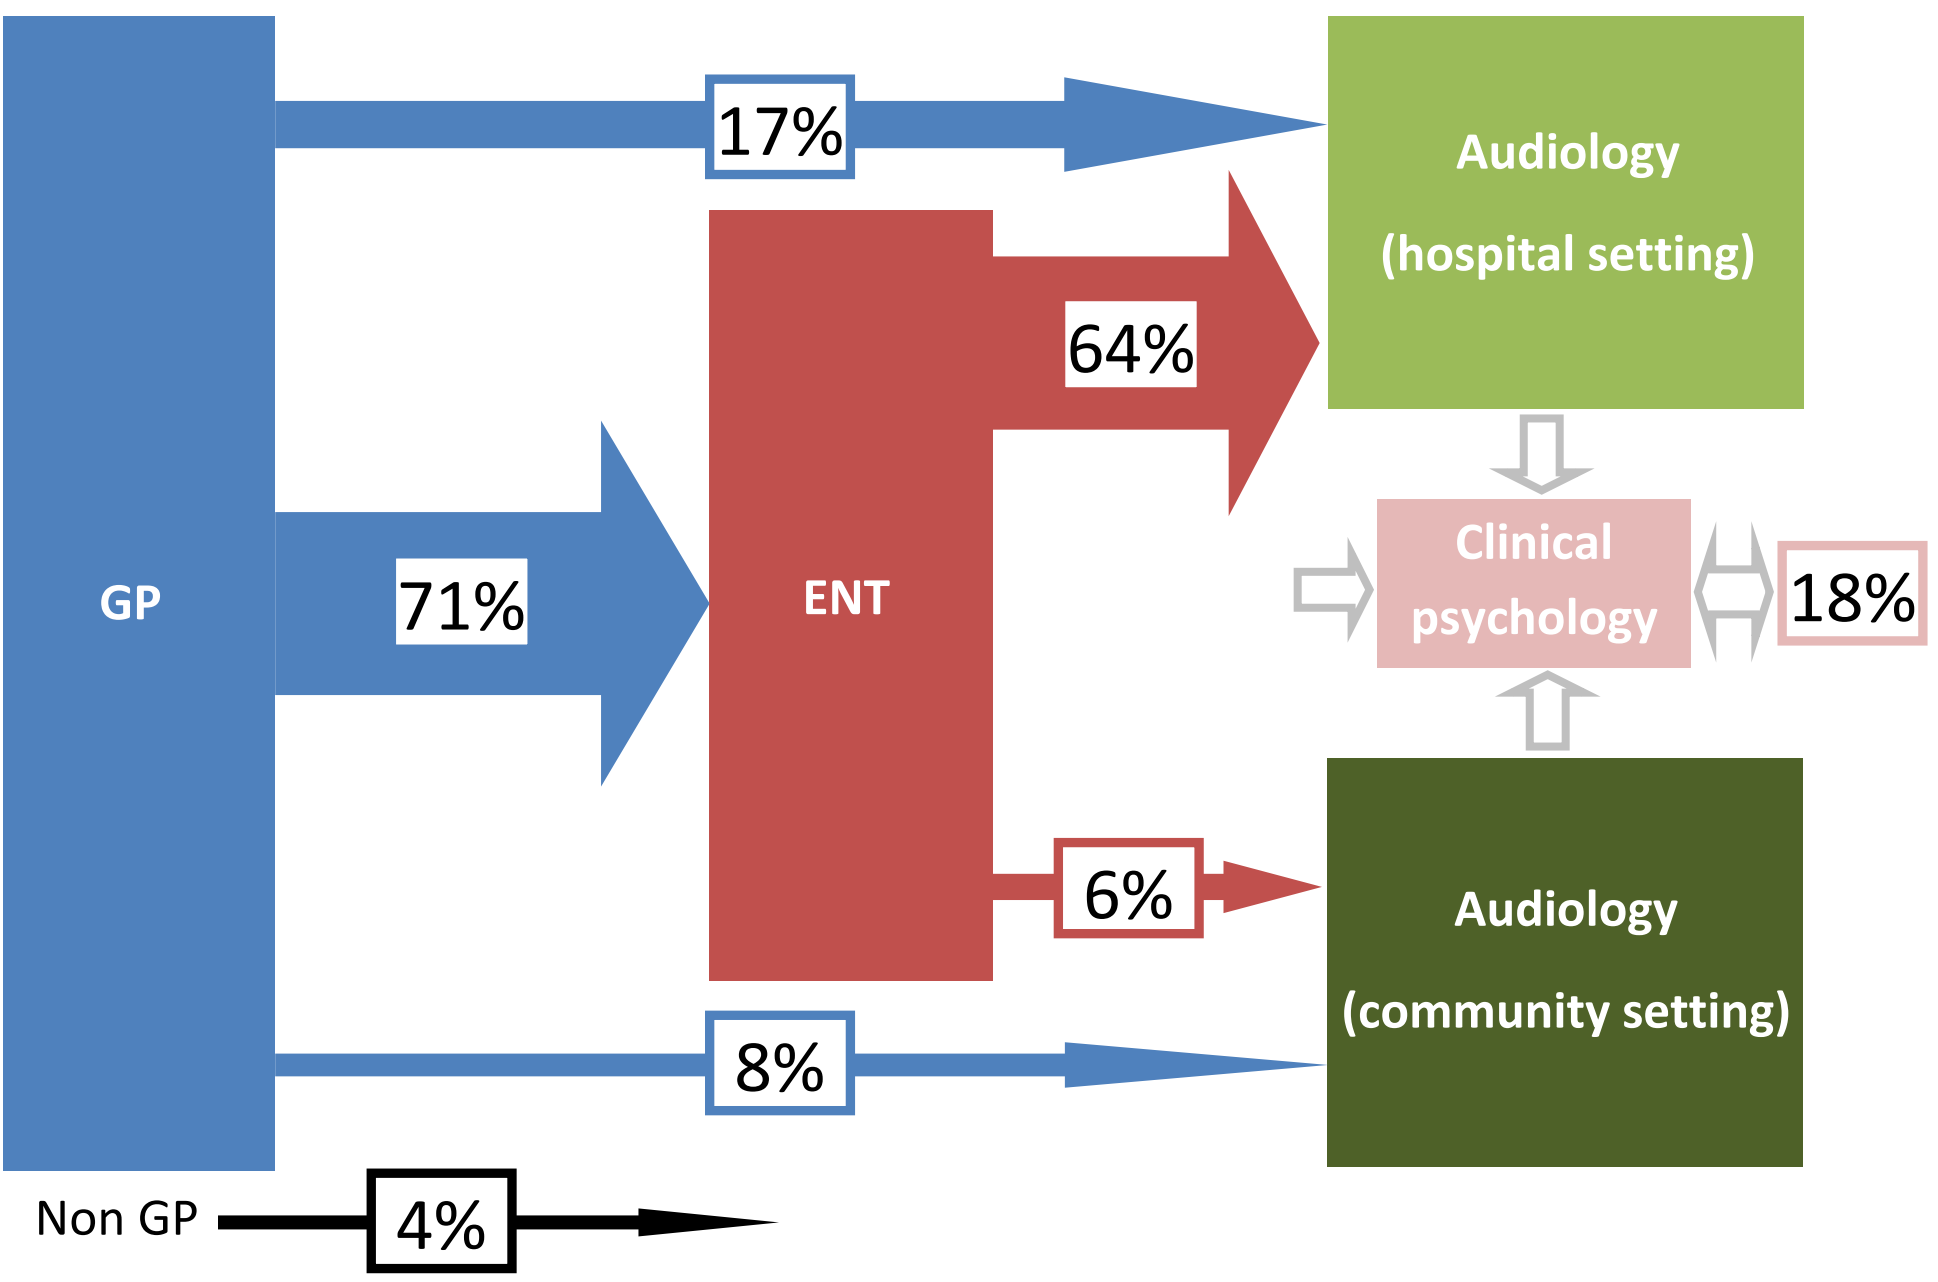 17%
Audiology
(hospital setting)
64%
GP
71%
ENT
Clinical
psychology
18%
6%
Audiology
(community setting)
8%
Non GP
4%